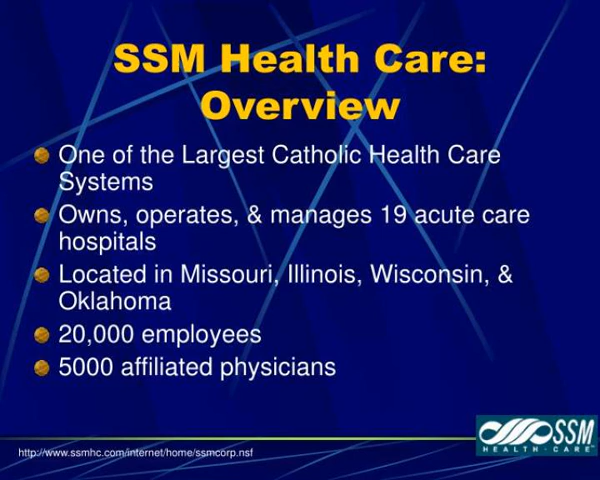 SSM Health Care:
Overview
One of the Largest Catholic Health Care
Systems
Owns, operates, & manages 19 acute care
hospitals
Located in Missouri, Illinois, Wisconsin, &
Oklahoma
20,000 employees
5000 affiliated physicians
SSM
HEALTH · CARE™
http://www.ssmhc.com/internet/home/ssmcorp.nsf